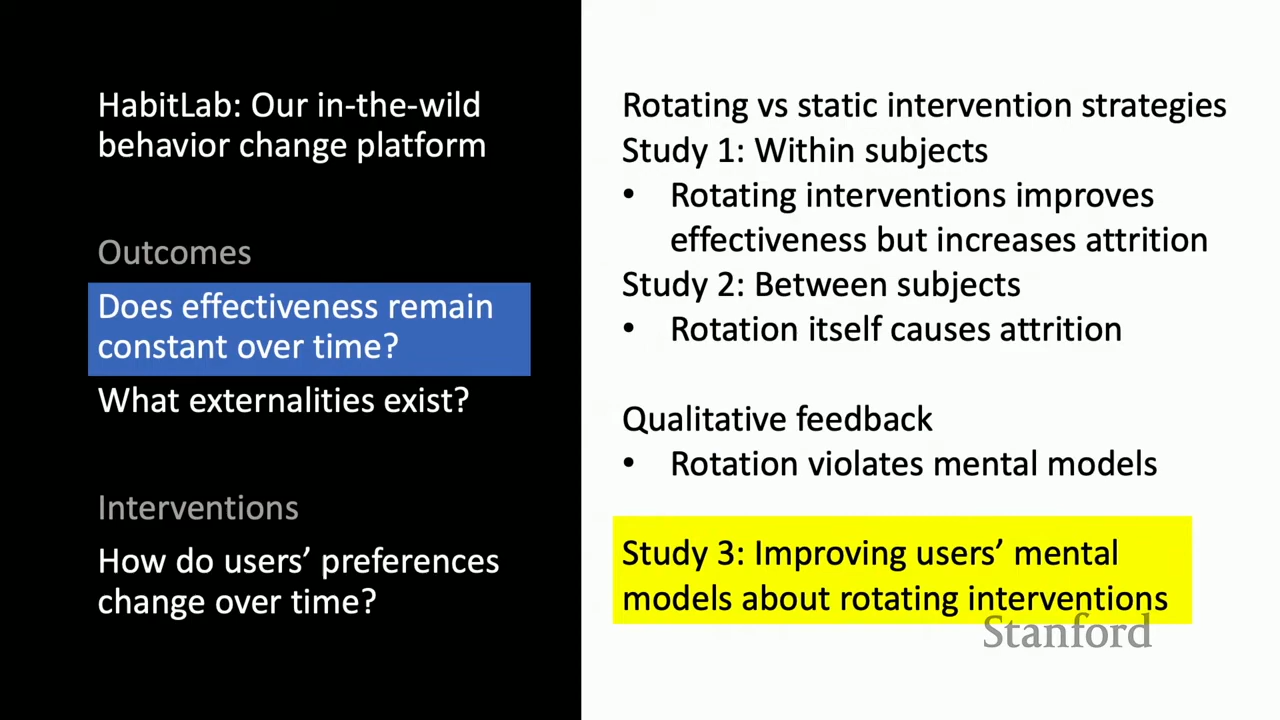 HabitLab: Our in-the-wild
behavior change platform
Outcomes
Does effectiveness remain
constant over time?
What externalities exist?
Interventions
How do users’ preferences
change over time?
Rotating vs static intervention strategies
Study 1: Within subjects
• Rotating interventions improves
effectiveness but increases attrition
Study 2: Between subjects
• Rotation itself causes attrition
Qualitative feedback
• Rotation violates mental models
Study 3: Improving users’ mental
models about rotating interventions
Stanford